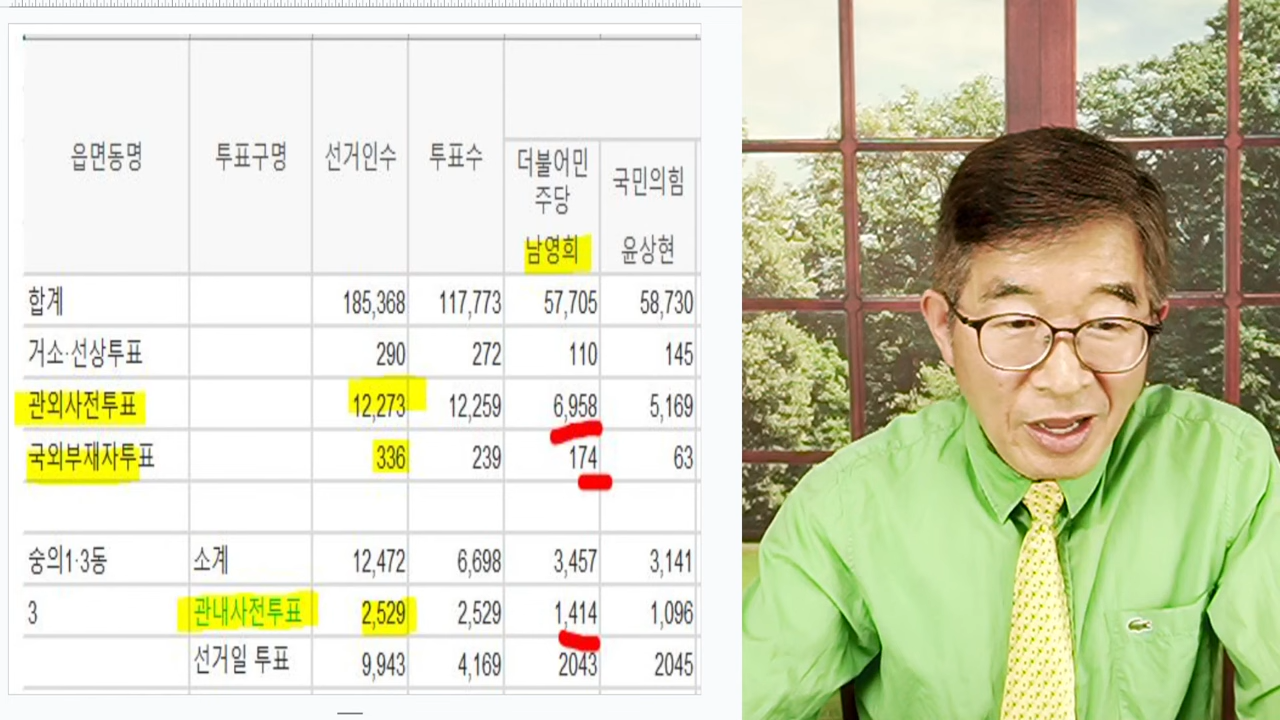 읍면동명 투표구명 선거인수 투표수 더불어민주당 국민의힘
남영희 윤상현
합계 185,368 117,773 57,705 58,730
거소·선상투표 290 272 110 145
관외사전투표 12,273 12,259 6,958 5,169
국외부재자투표 336 239 174 63
숭의1·3동 소계 12,472 6,698 3,457 3,141
3 관내사전투표 2,529 2,529 1,414 1,096
선거일 투표 9,943 4,169 2043 2045